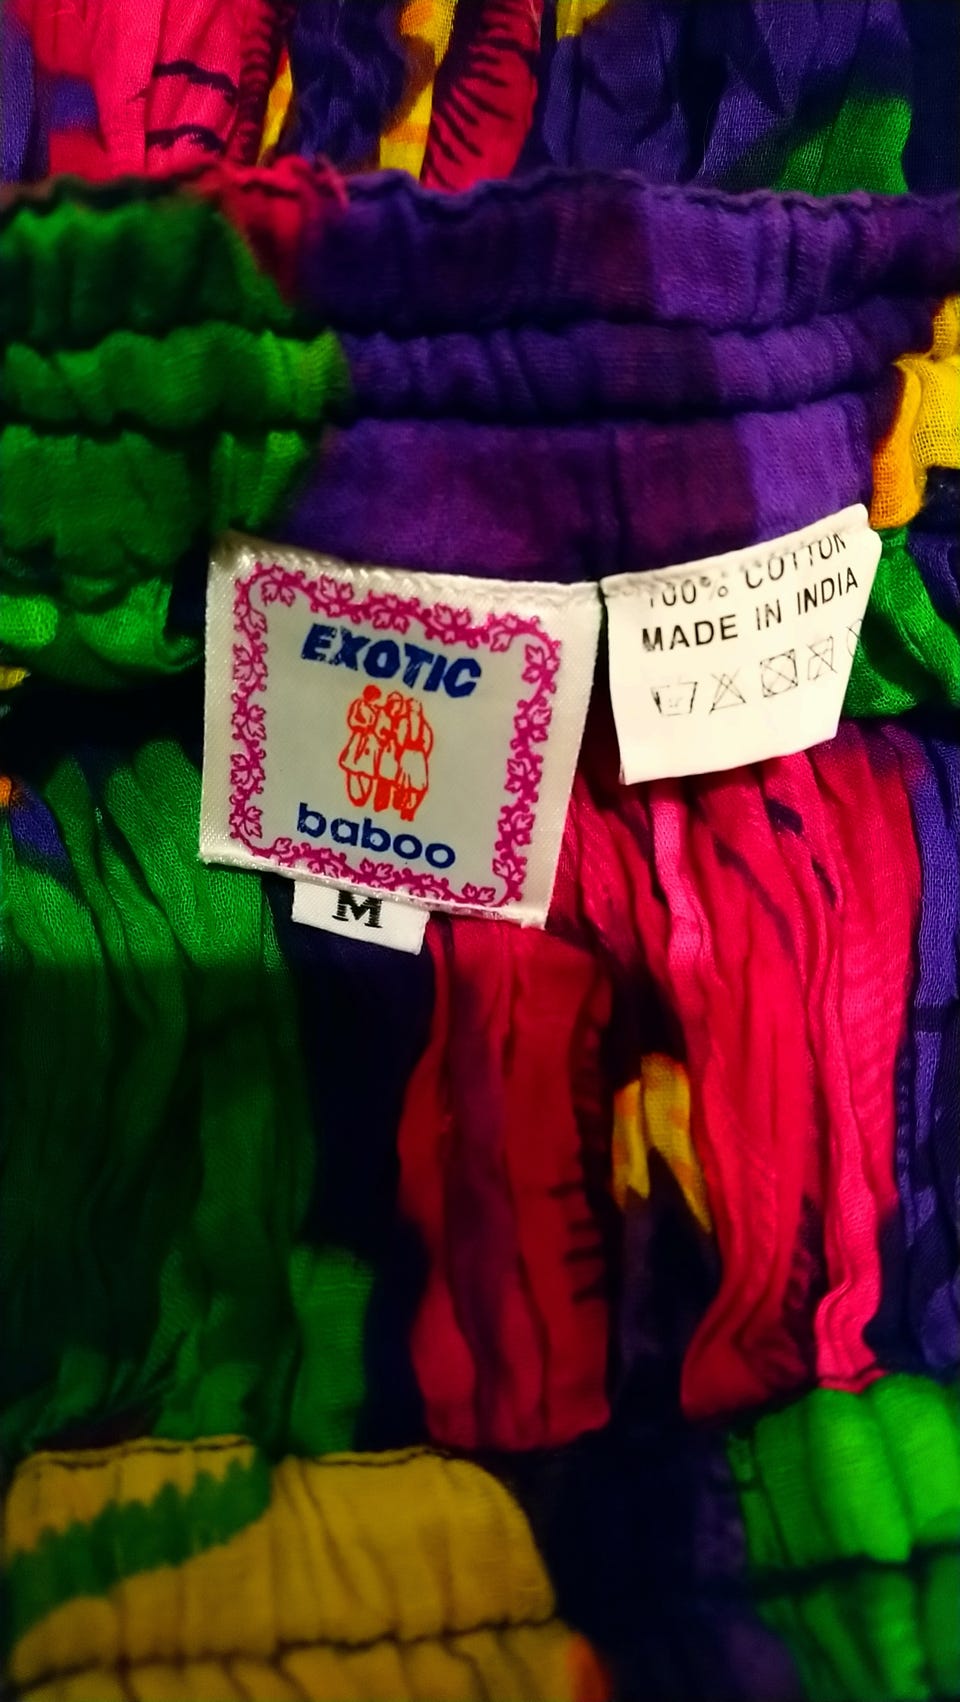 EXOTIC
baboo
M
100% COTTON
MADE IN INDIA